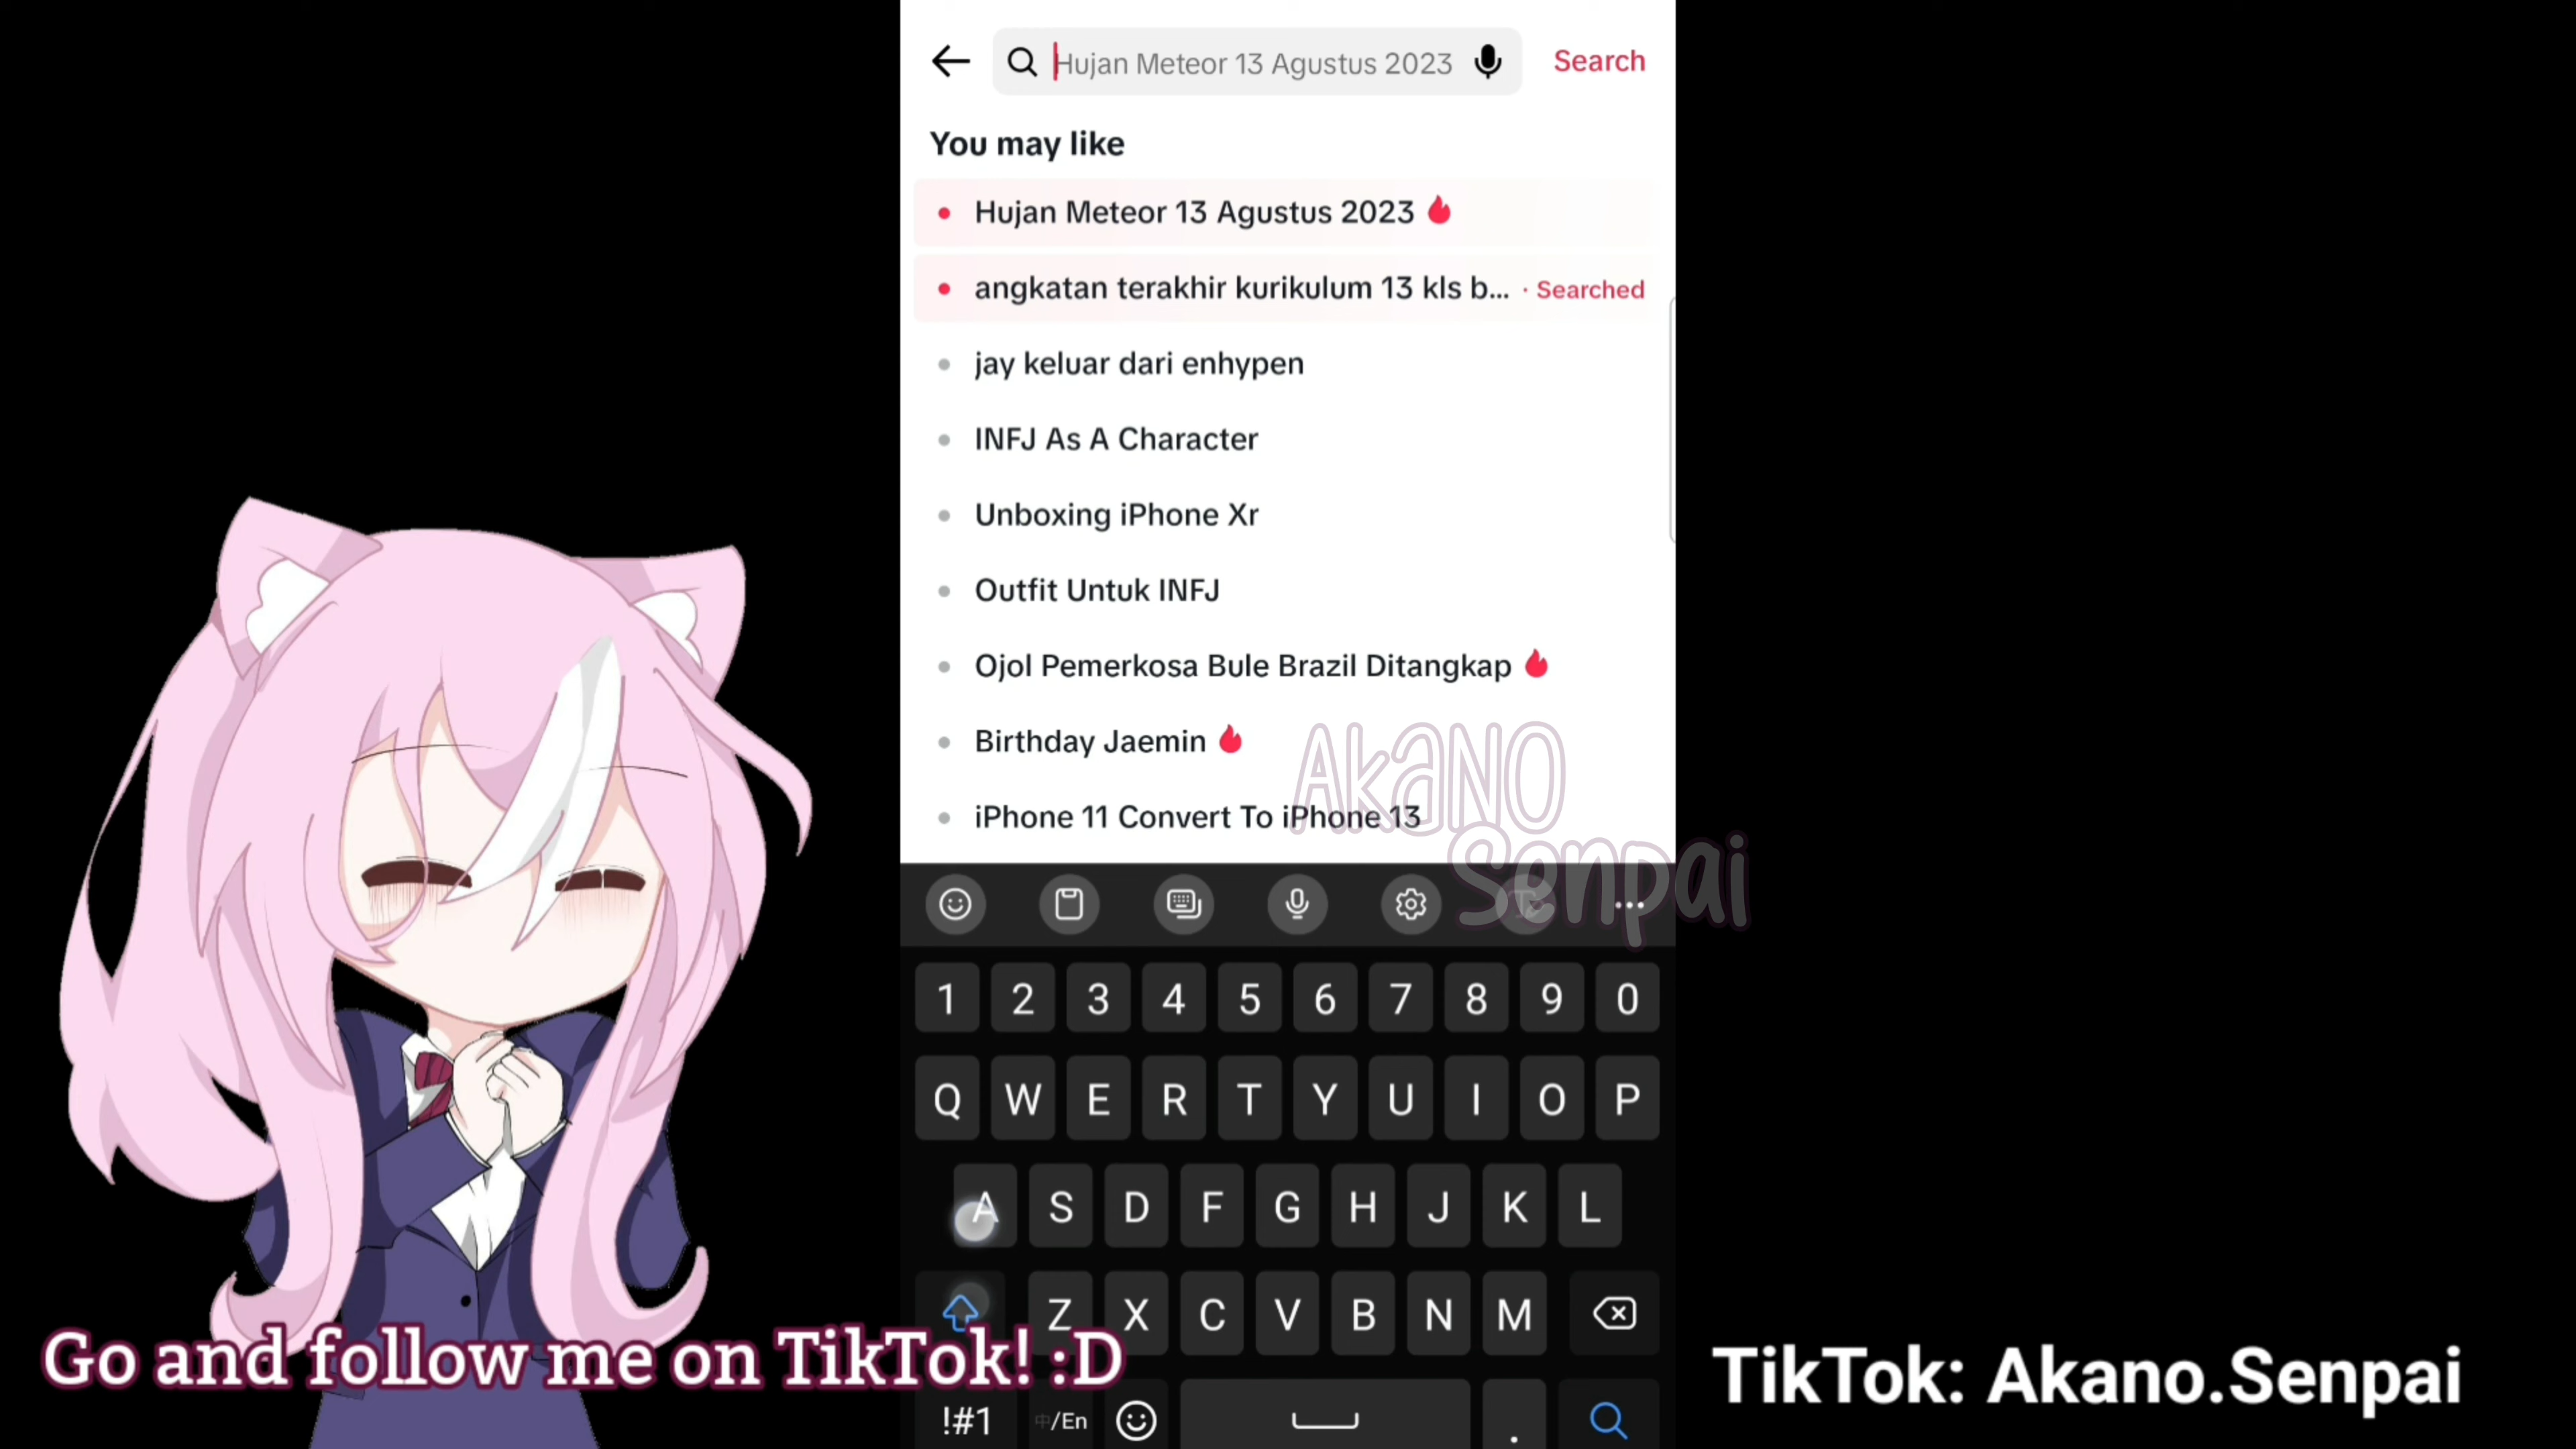 Hujan Meteor 13 Agustus 2023
Search
You may like
Hujan Meteor 13 Agustus 2023
angkatan terakhir kurikulum 13 kls b... · Searched
jay keluar dari enhypen
INFJ As A Character
Unboxing iPhone Xr
Outfit Untuk INFJ
Ojol Pemerkosa Bule Brazil Ditangkap
Birthday Jaemin
iPhone 11 Convert To iPhone 13
AkaNO
Senpai
1 2 3 4 5 6 7 8 9 0
Q W E R T Y U I O P
A S D F G H J K L
Z X C V B N M
!#1 中/En .
Go and follow me on TikTok! :D
TikTok: Akano.Senpai